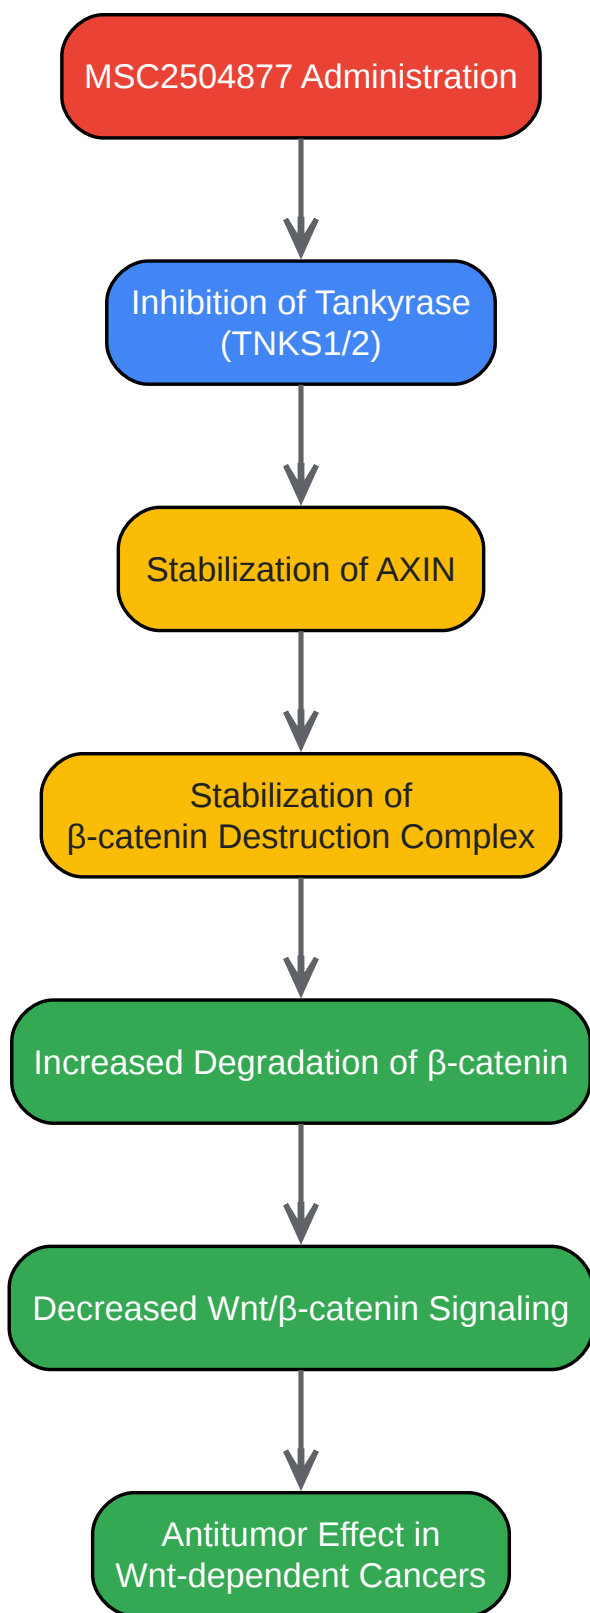 MSC2504877 Administration
Inhibition of Tankyrase
(TNKS1/2)
Stabilization of AXIN
Stabilization of
β-catenin Destruction Complex
Increased Degradation of β-catenin
Decreased Wnt/β-catenin Signaling
Antitumor Effect in
Wnt-dependent Cancers